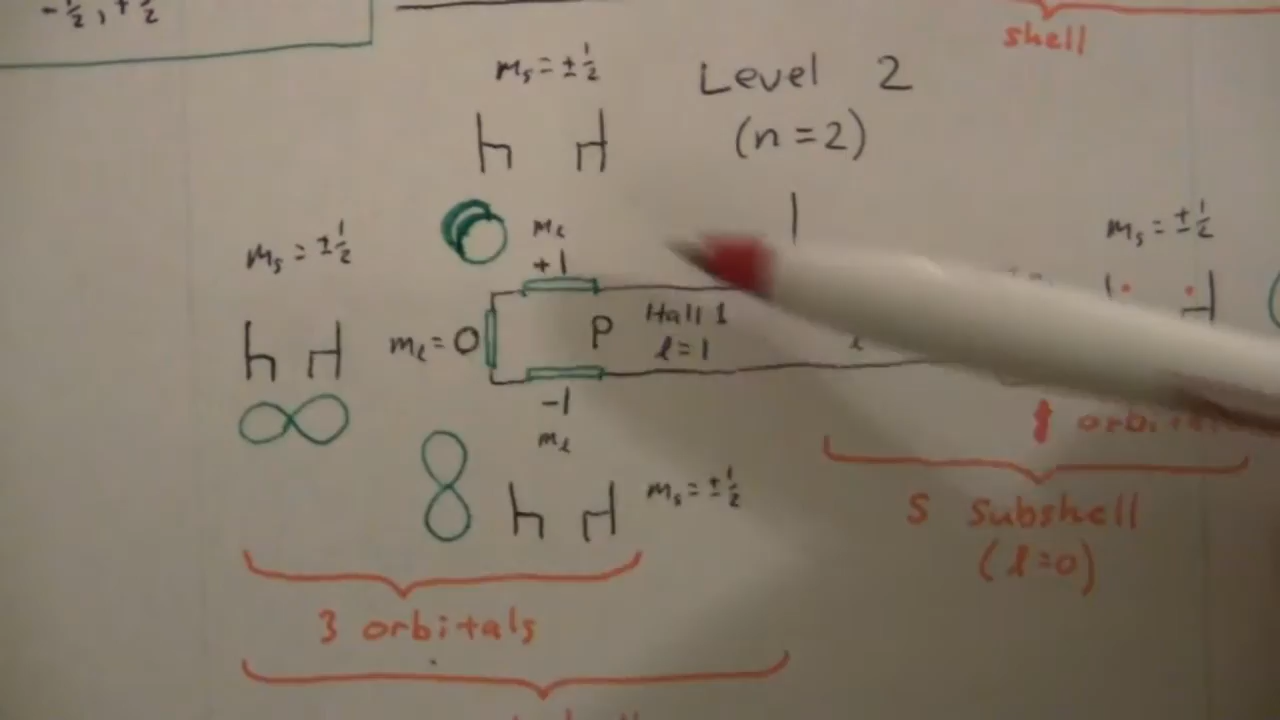 -½, +½
shell
mₛ = ±½
Level 2
(n = 2)
mₛ = ±½
mₛ = ±½
mℓ
+1
mℓ = 0
P
Hall 1
ℓ = 1
-1
mℓ
mₛ = ±½
S Subshell
(ℓ=0)
3 orbitals